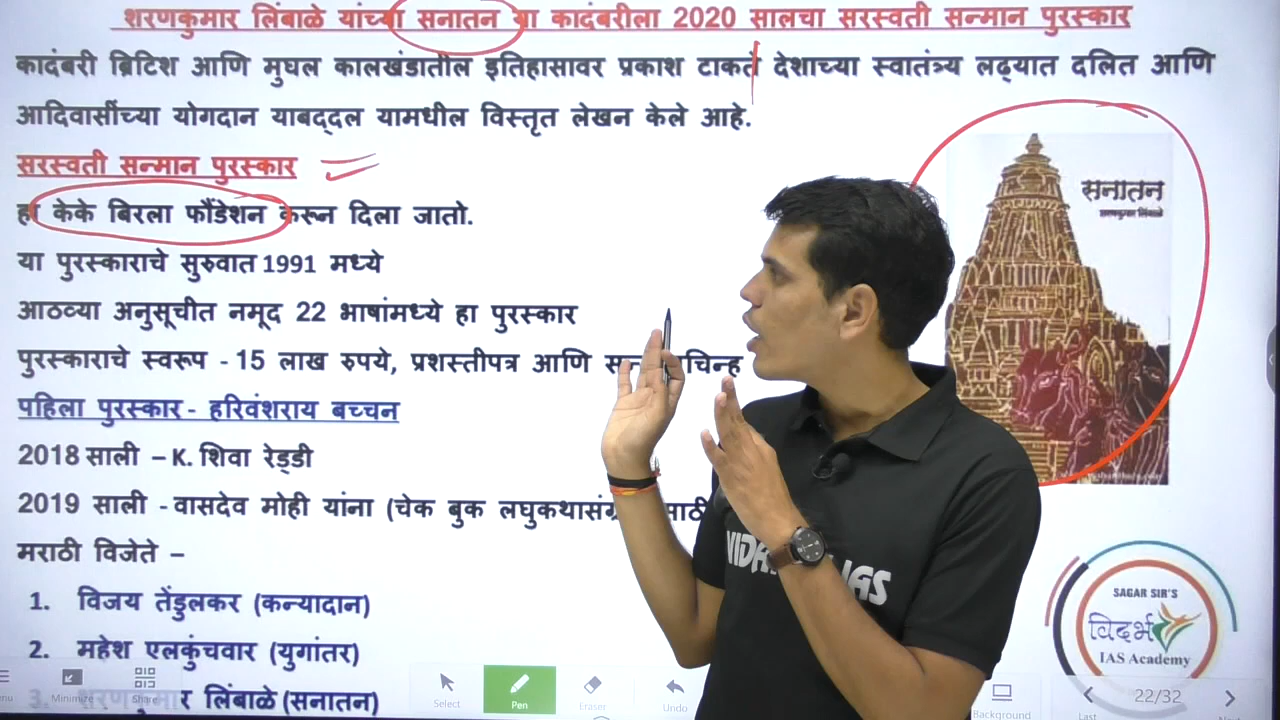 शरणकुमार लिंबाळे यांच्या सनातन या कादंबरीला 2020 सालचा सरस्वती सन्मान पुरस्कार
कादंबरी ब्रिटिश आणि मुघल कालखंडातील इतिहासावर प्रकाश टाकते देशाच्या स्वातंत्र्य लढ्यात दलित आणि
आदिवासींच्या योगदान याबद्दल यामधील विस्तृत लेखन केले आहे.
सरस्वती सन्मान पुरस्कार
हा केके बिरला फौंडेशन करून दिला जातो.
या पुरस्काराचे सुरुवात 1991 मध्ये
आठव्या अनुसूचीत नमूद 22 भाषांमध्ये हा पुरस्कार
पुरस्काराचे स्वरूप - 15 लाख रुपये, प्रशस्तीपत्र आणि
पहिला पुरस्कार - हरिवंशराय बच्चन
2018 साली – K. शिवा रेड्डी
2019 साली - वासदेव मोही यांना (चेक बुक
मराठी विजेते –
1. विजय तेंडुलकर (कन्यादान)
2. महेश एलकुंचवार (युगांतर)
3. शरणकुमार लिंबाळे (सनातन)
सनातन
शरणकुमार लिंबाळे
SAGAR SIR'S
विदर्भ
IAS Academy
Minimize
Share
Select
Pen
Eraser
Undo
Background
Last
22/32